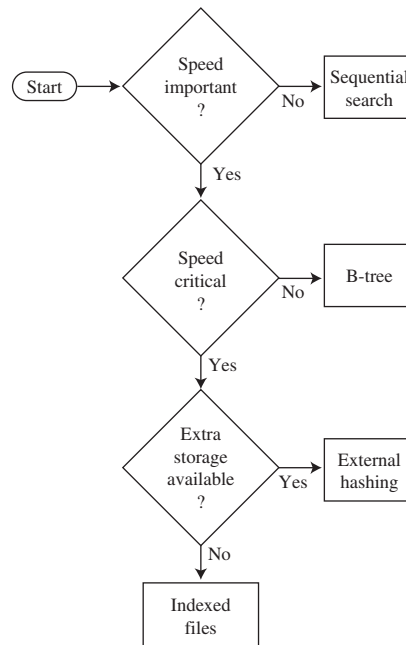 Start
Speed
important
?
No
Sequential
search
Yes
Speed
critical
?
No
B-tree
Yes
Extra
storage
available
?
Yes
External
hashing
No
Indexed
files